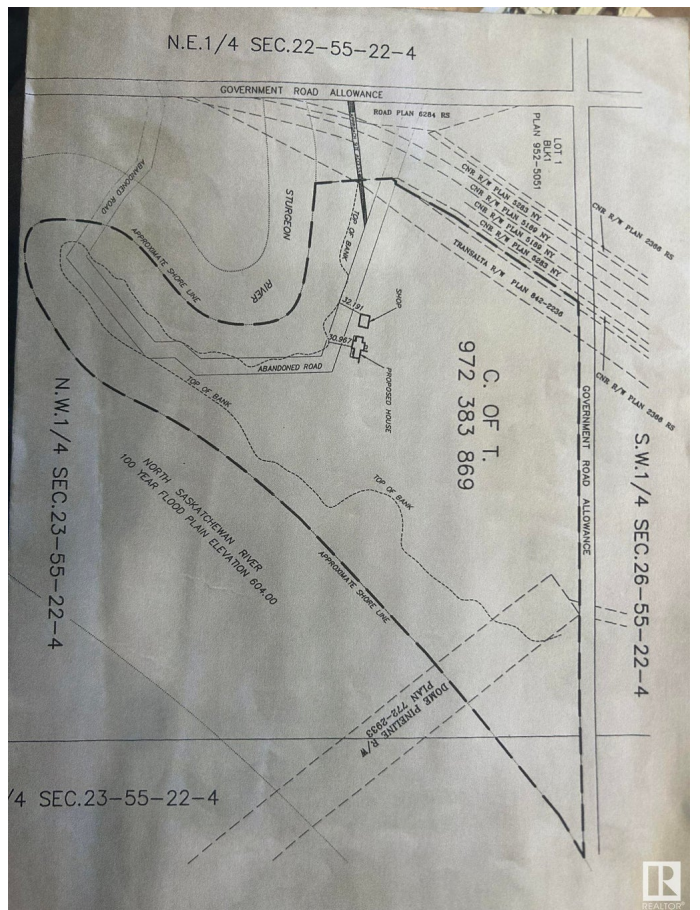 N.E.1/4 SEC.22-55-22-4
GOVERNMENT ROAD ALLOWANCE
ROAD PLAN 6284 RS
LOT 1
BLK1
PLAN 952-5051
CNR R/W PLAN 5283 NY
CNR R/W PLAN 5189 NY
CNR R/W PLAN 5189 NY
CNR R/W PLAN 5283 NY
TRANSALTA R/W PLAN 842-2236
CNR R/W PLAN 2366 RS
CNR R/W PLAN 2366 RS
ABANDONED ROAD
STURGEON
RIVER
TOP OF BANK
APPROXIMATE SHORE LINE
32.191
SHOP
30.967
PROPOSED HOUSE
ABANDONED ROAD
C. OF T.
972 383 869
GOVERNMENT ROAD ALLOWANCE
S.W.1/4 SEC.26-55-22-4
TOP OF BANK
TOP OF BANK
N.W.1/4 SEC.23-55-22-4
NORTH SASKATCHEWAN RIVER
100 YEAR FLOOD PLAIN ELEVATION 604.00
APPROXIMATE SHORE LINE
DOME PIPELINE R/W
PLAN 772-2933
/4 SEC.23-55-22-4
R
REALTOR®